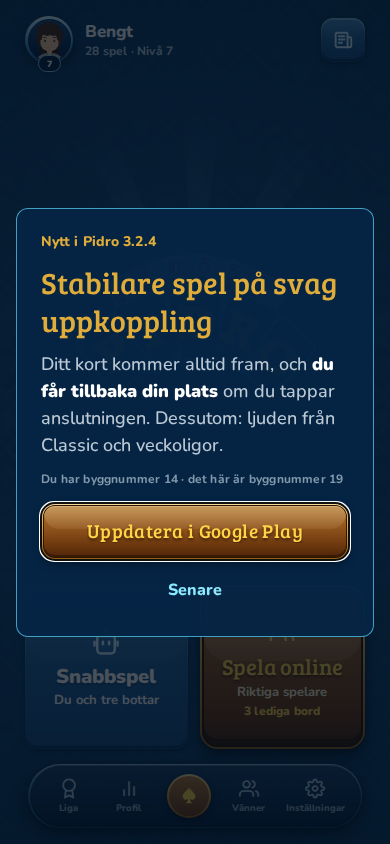 Bengt
28 spel · Nivå 7
7
Nytt i Pidro 3.2.4
Stabilare spel på svag
uppkoppling
Ditt kort kommer alltid fram, och du
får tillbaka din plats om du tappar
anslutningen. Dessutom: ljuden från
Classic och veckoligor.
Du har byggnummer 14 · det här är byggnummer 19
Uppdatera i Google Play
Senare
Snabbspel
Du och tre bottar
Spela online
Riktiga spelare
3 lediga bord
Liga
Profil
Vänner
Inställningar